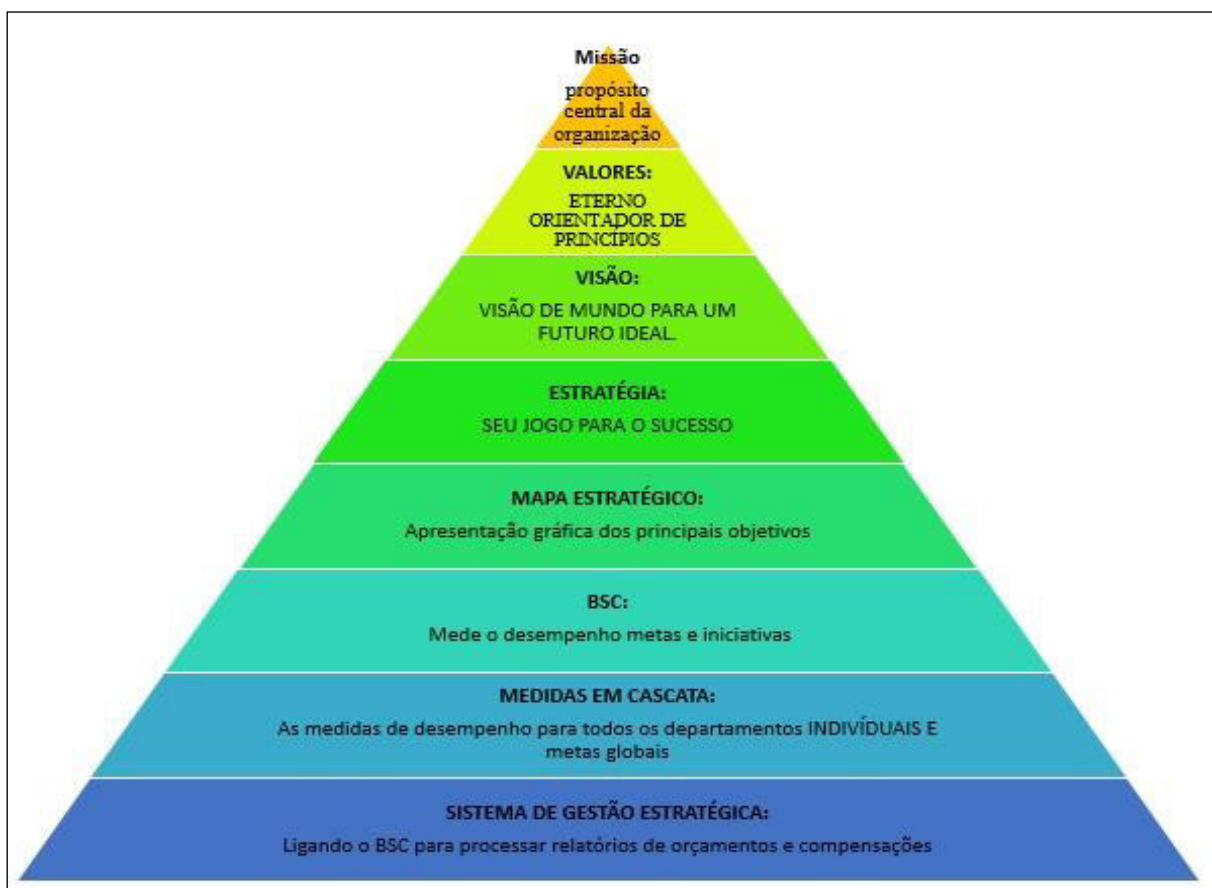 Missão
propósito
central da
organização
VALORES:
ETERNO
ORIENTADOR DE
PRINCÍPIOS
VISÃO:
VISÃO DE MUNDO PARA UM
FUTURO IDEAL.
ESTRATÉGIA:
SEU JOGO PARA O SUCESSO
MAPA ESTRATÉGICO:
Apresentação gráfica dos principais objetivos
BSC:
Mede o desempenho metas e iniciativas
MEDIDAS EM CASCATA:
As medidas de desempenho para todos os departamentos INDIVÍDUAIS E
metas globais
SISTEMA DE GESTÃO ESTRATÉGICA:
Ligando o BSC para processar relatórios de orçamentos e compensações